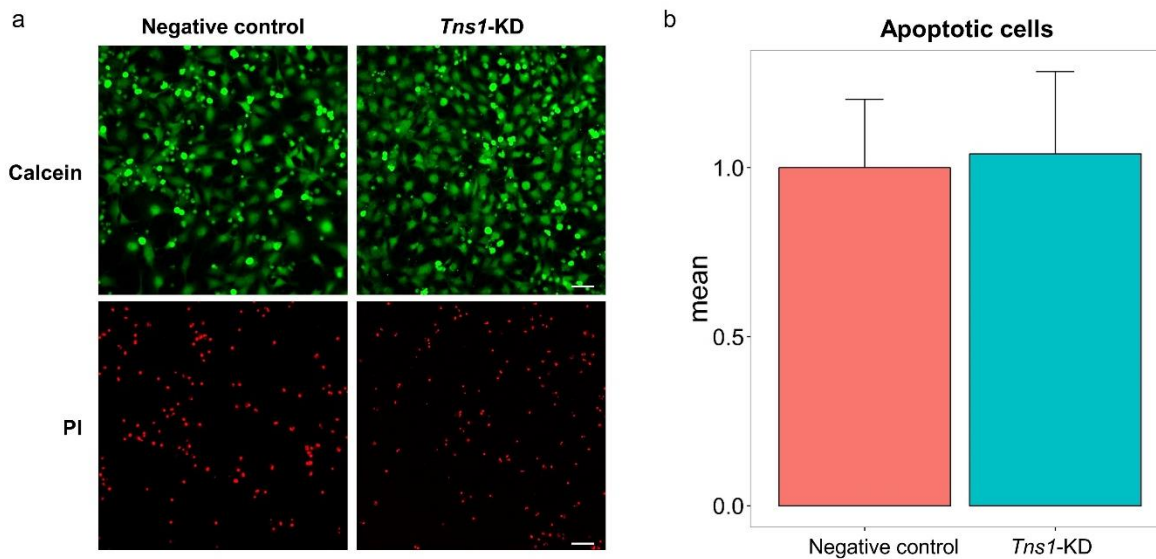 a
Negative control
Tns1-KD
Calcein
PI
b
Apoptotic cells
mean
1.0
0.5
0.0
Negative control
Tns1-KD